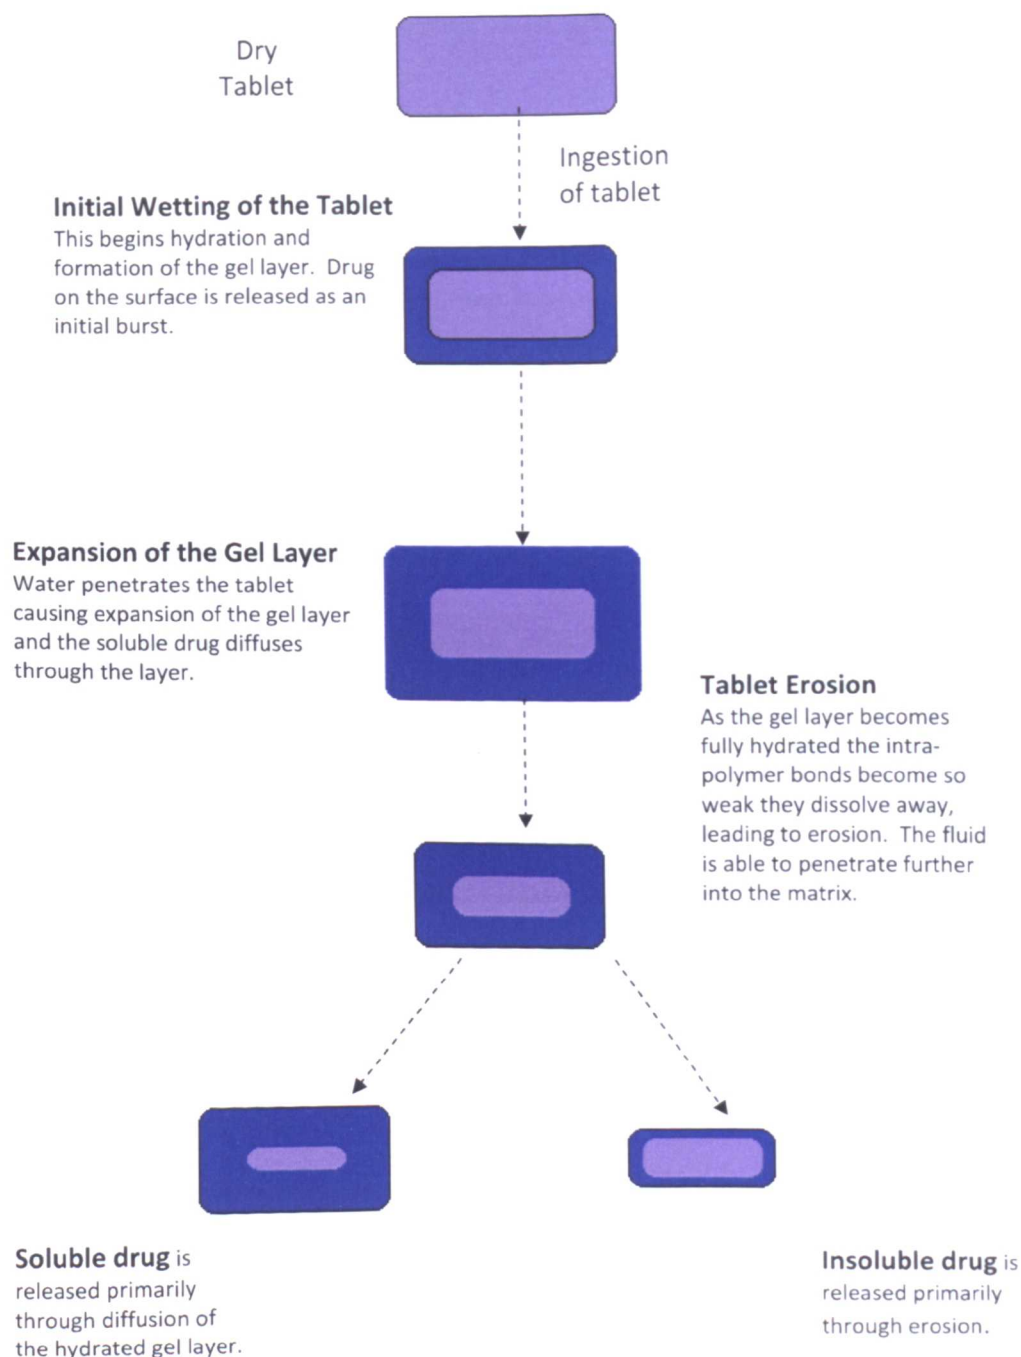 Dry
Tablet
Ingestion
of tablet
Initial Wetting of the Tablet
This begins hydration and
formation of the gel layer.  Drug
on the surface is released as an
initial burst.
Expansion of the Gel Layer
Water penetrates the tablet
causing expansion of the gel layer
and the soluble drug diffuses
through the layer.
Tablet Erosion
As the gel layer becomes
fully hydrated the intra-
polymer bonds become so
weak they dissolve away,
leading to erosion.  The fluid
is able to penetrate further
into the matrix.
Soluble drug is
released primarily
through diffusion of
the hydrated gel layer.
Insoluble drug is
released primarily
through erosion.